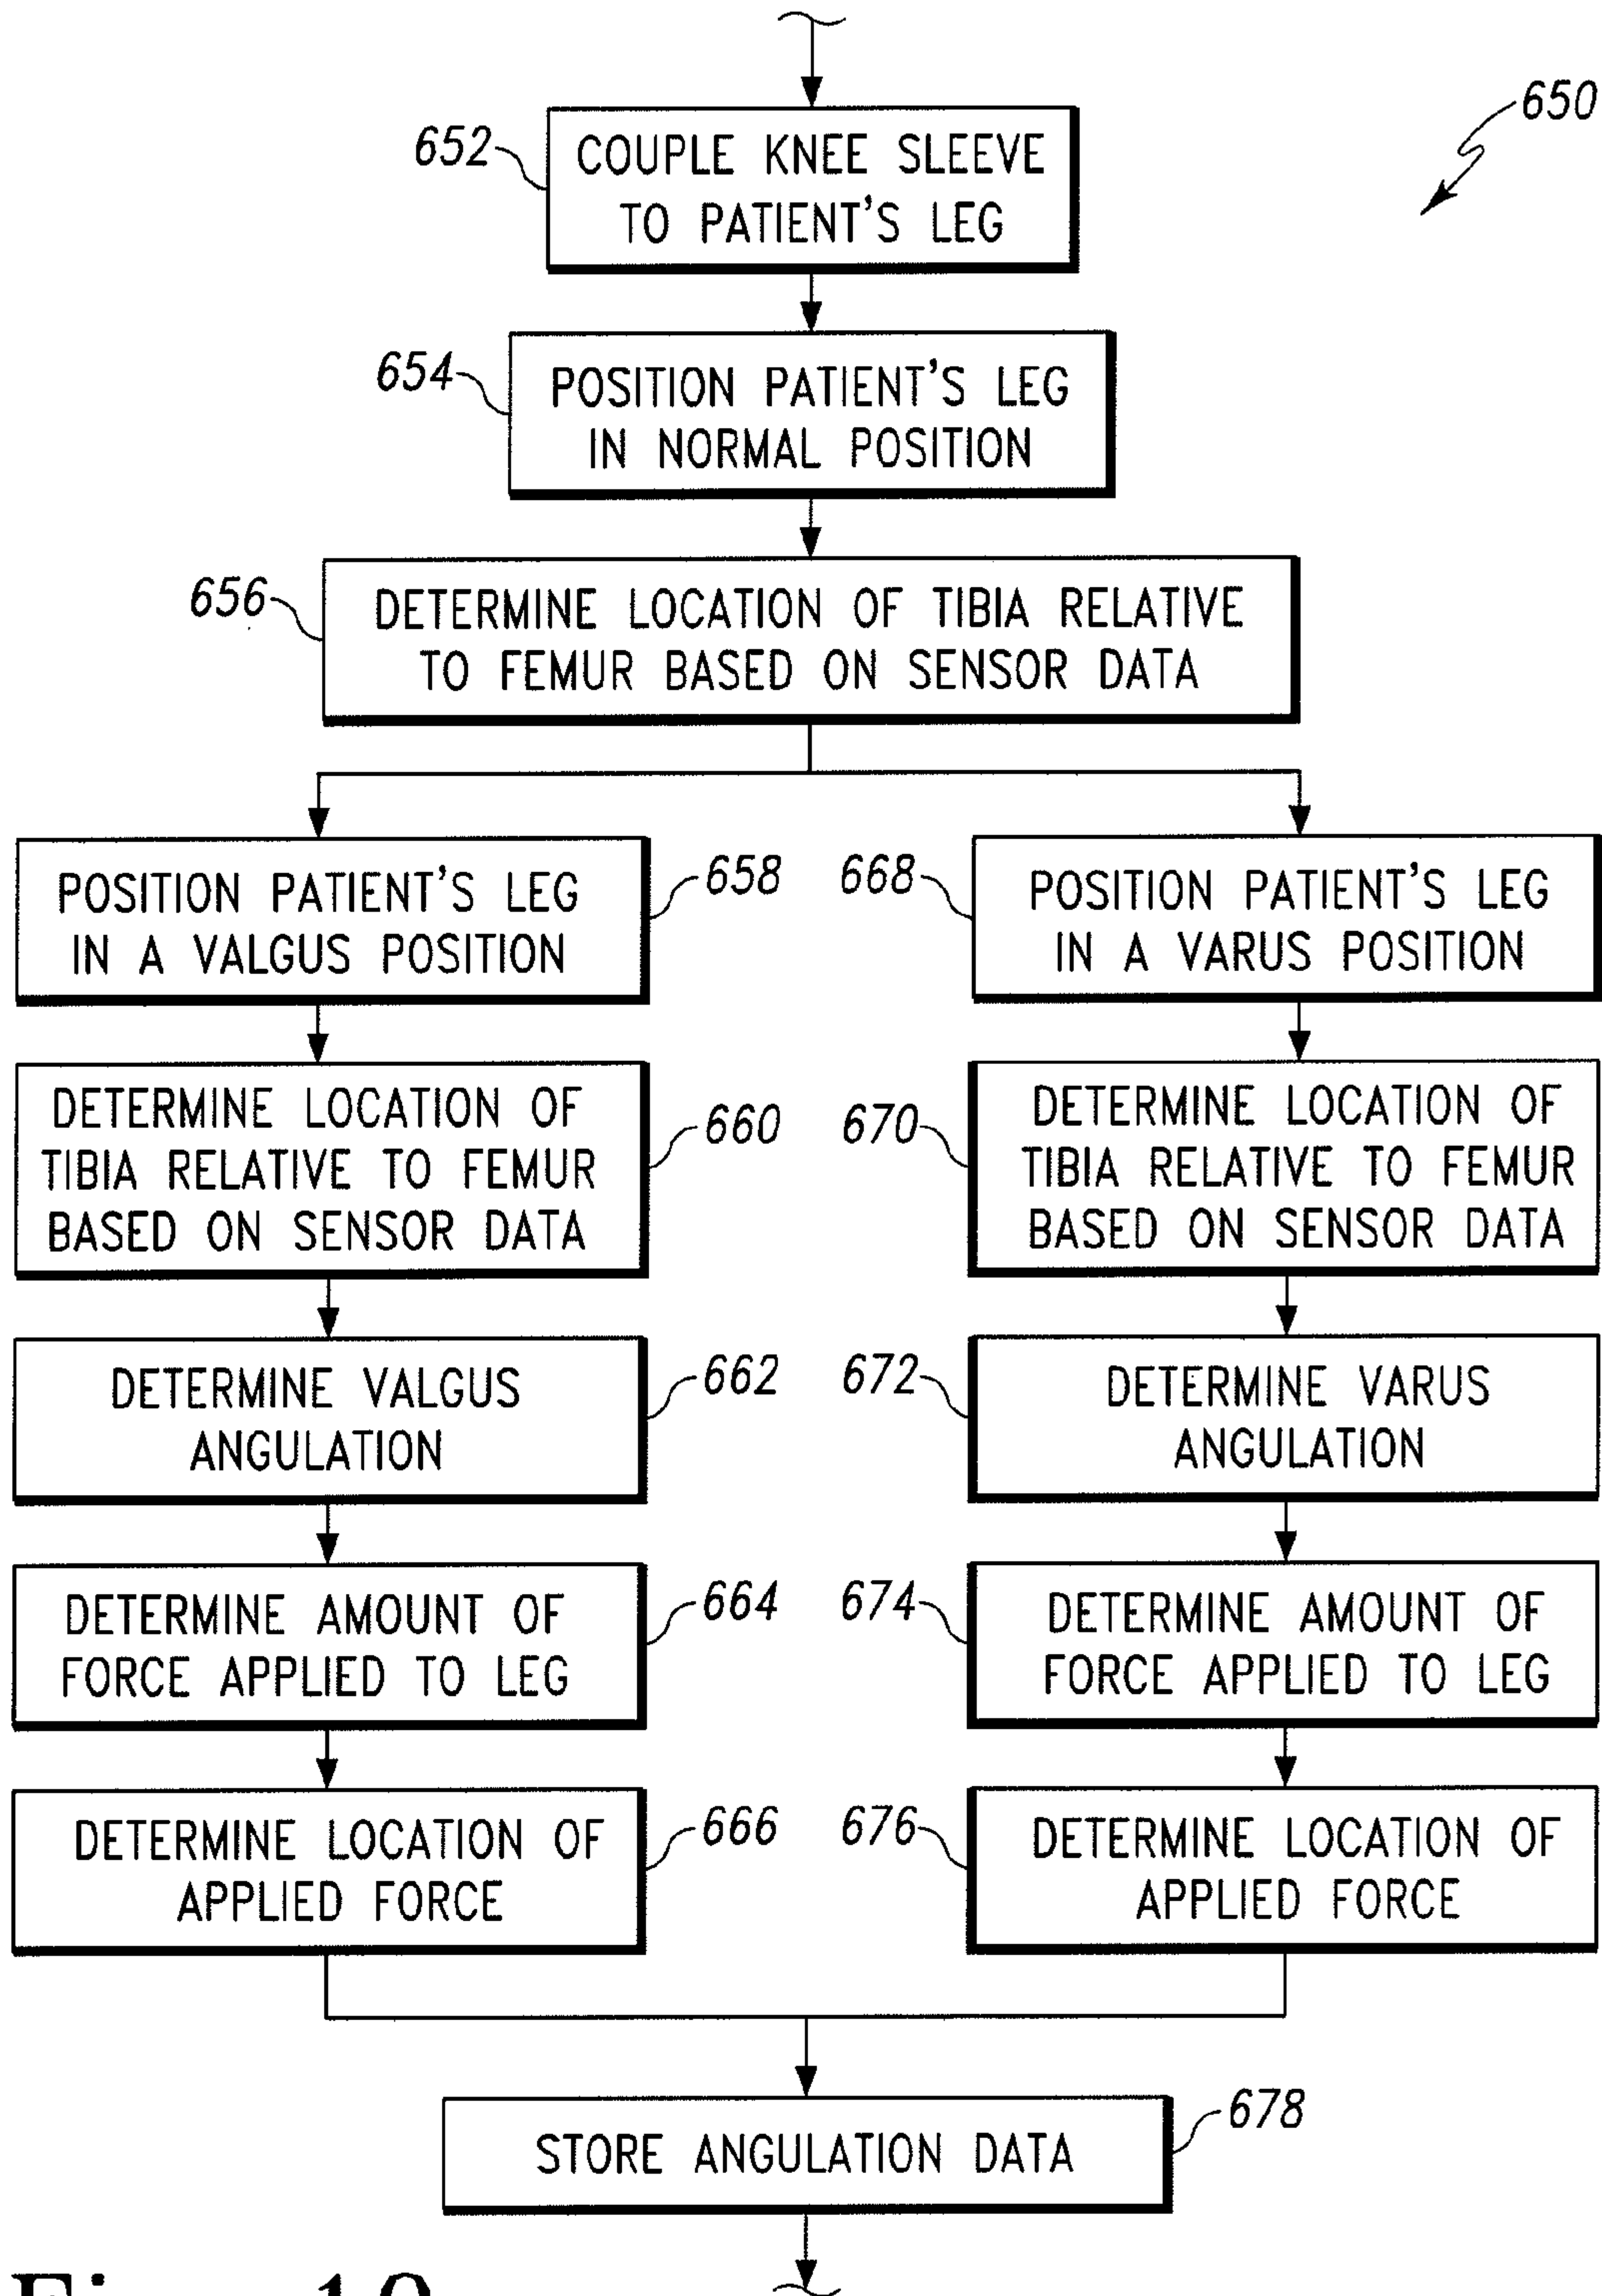 650
652
COUPLE KNEE SLEEVE
TO PATIENT'S LEG
654
POSITION PATIENT'S LEG
IN NORMAL POSITION
656
DETERMINE LOCATION OF TIBIA RELATIVE
TO FEMUR BASED ON SENSOR DATA
POSITION PATIENT'S LEG
IN A VALGUS POSITION
658
DETERMINE LOCATION OF
TIBIA RELATIVE TO FEMUR
BASED ON SENSOR DATA
660
DETERMINE VALGUS
ANGULATION
662
DETERMINE AMOUNT OF
FORCE APPLIED TO LEG
664
DETERMINE LOCATION OF
APPLIED FORCE
666
668
POSITION PATIENT'S LEG
IN A VARUS POSITION
670
DETERMINE LOCATION OF
TIBIA RELATIVE TO FEMUR
BASED ON SENSOR DATA
672
DETERMINE VARUS
ANGULATION
674
DETERMINE AMOUNT OF
FORCE APPLIED TO LEG
676
DETERMINE LOCATION OF
APPLIED FORCE
STORE ANGULATION DATA
678